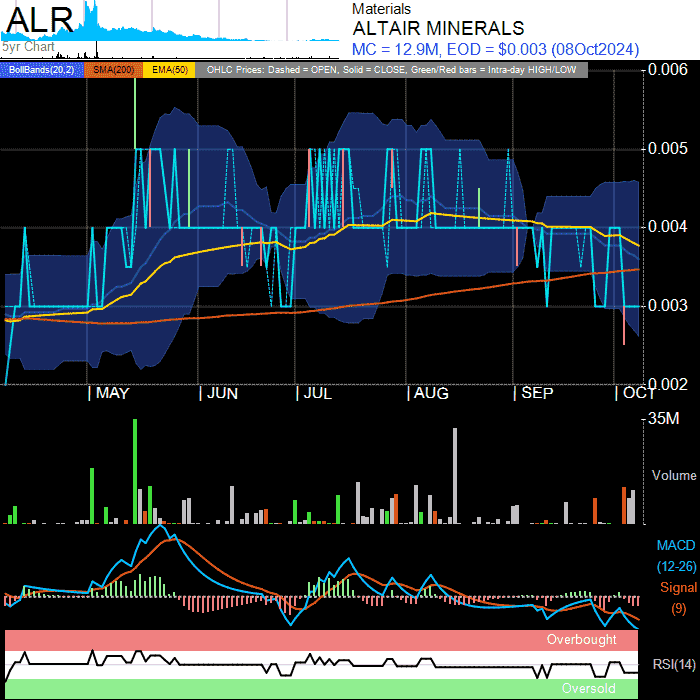 ALR
5yr Chart
Materials
ALTAIR MINERALS
MC = 12.9M, EOD = $0.003 (08Oct2024)
BollBands(20,2) SMA(200) EMA(50) OHLC Prices: Dashed = OPEN, Solid = CLOSE, Green/Red bars = Intra-day HIGH/LOW
0.006
0.005
0.004
0.003
0.002
MAY JUN JUL AUG SEP OCT
35M
Volume
MACD
(12-26)
Signal
(9)
Overbought
RSI(14)
Oversold